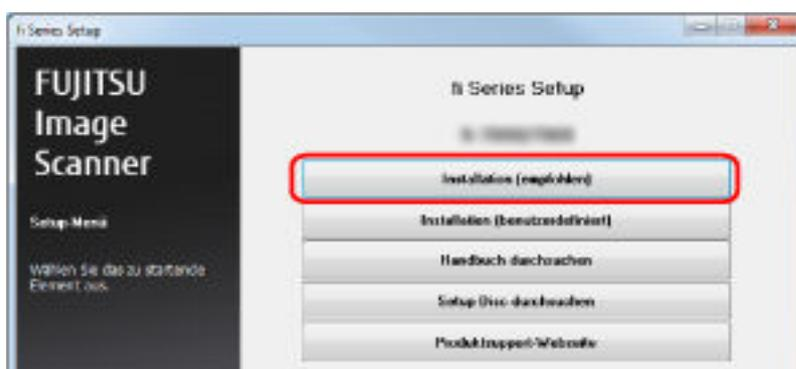 fi Series Setup
FUJITSU
Image
Scanner
Setup-Menü
Wählen Sie das zu startende
Element aus.
fi Series Setup
Installation (empfohlen)
Installation (benutzerdefiniert)
Handbuch durchsuchen
Setup Disc durchsuchen
Produktsupport-Webseite